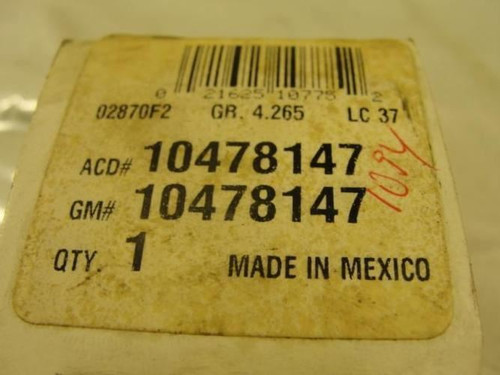 0 21625 10775 2
02870F2 GR. 4.265 LC 37
ACD# 10478147
GM# 10478147
QTY. 1 MADE IN MEXICO